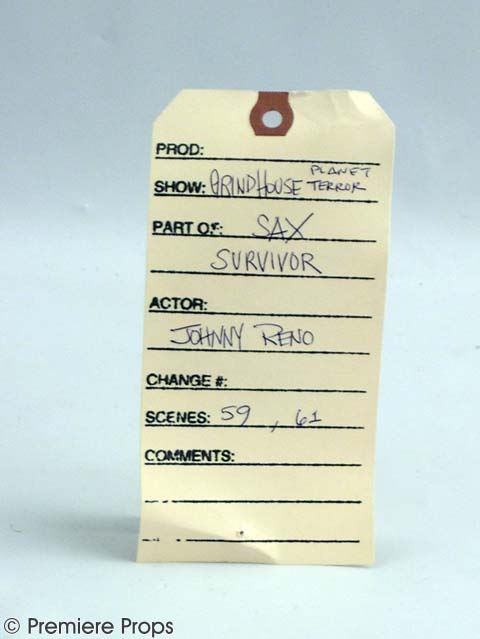 PROD:
PLANET
SHOW: GRINDHOUSE TERROR
PART OF: SAX
SURVIVOR
ACTOR:
JOHNNY RENO
CHANGE #:
SCENES: 59, 61
COMMENTS:
© Premiere Props